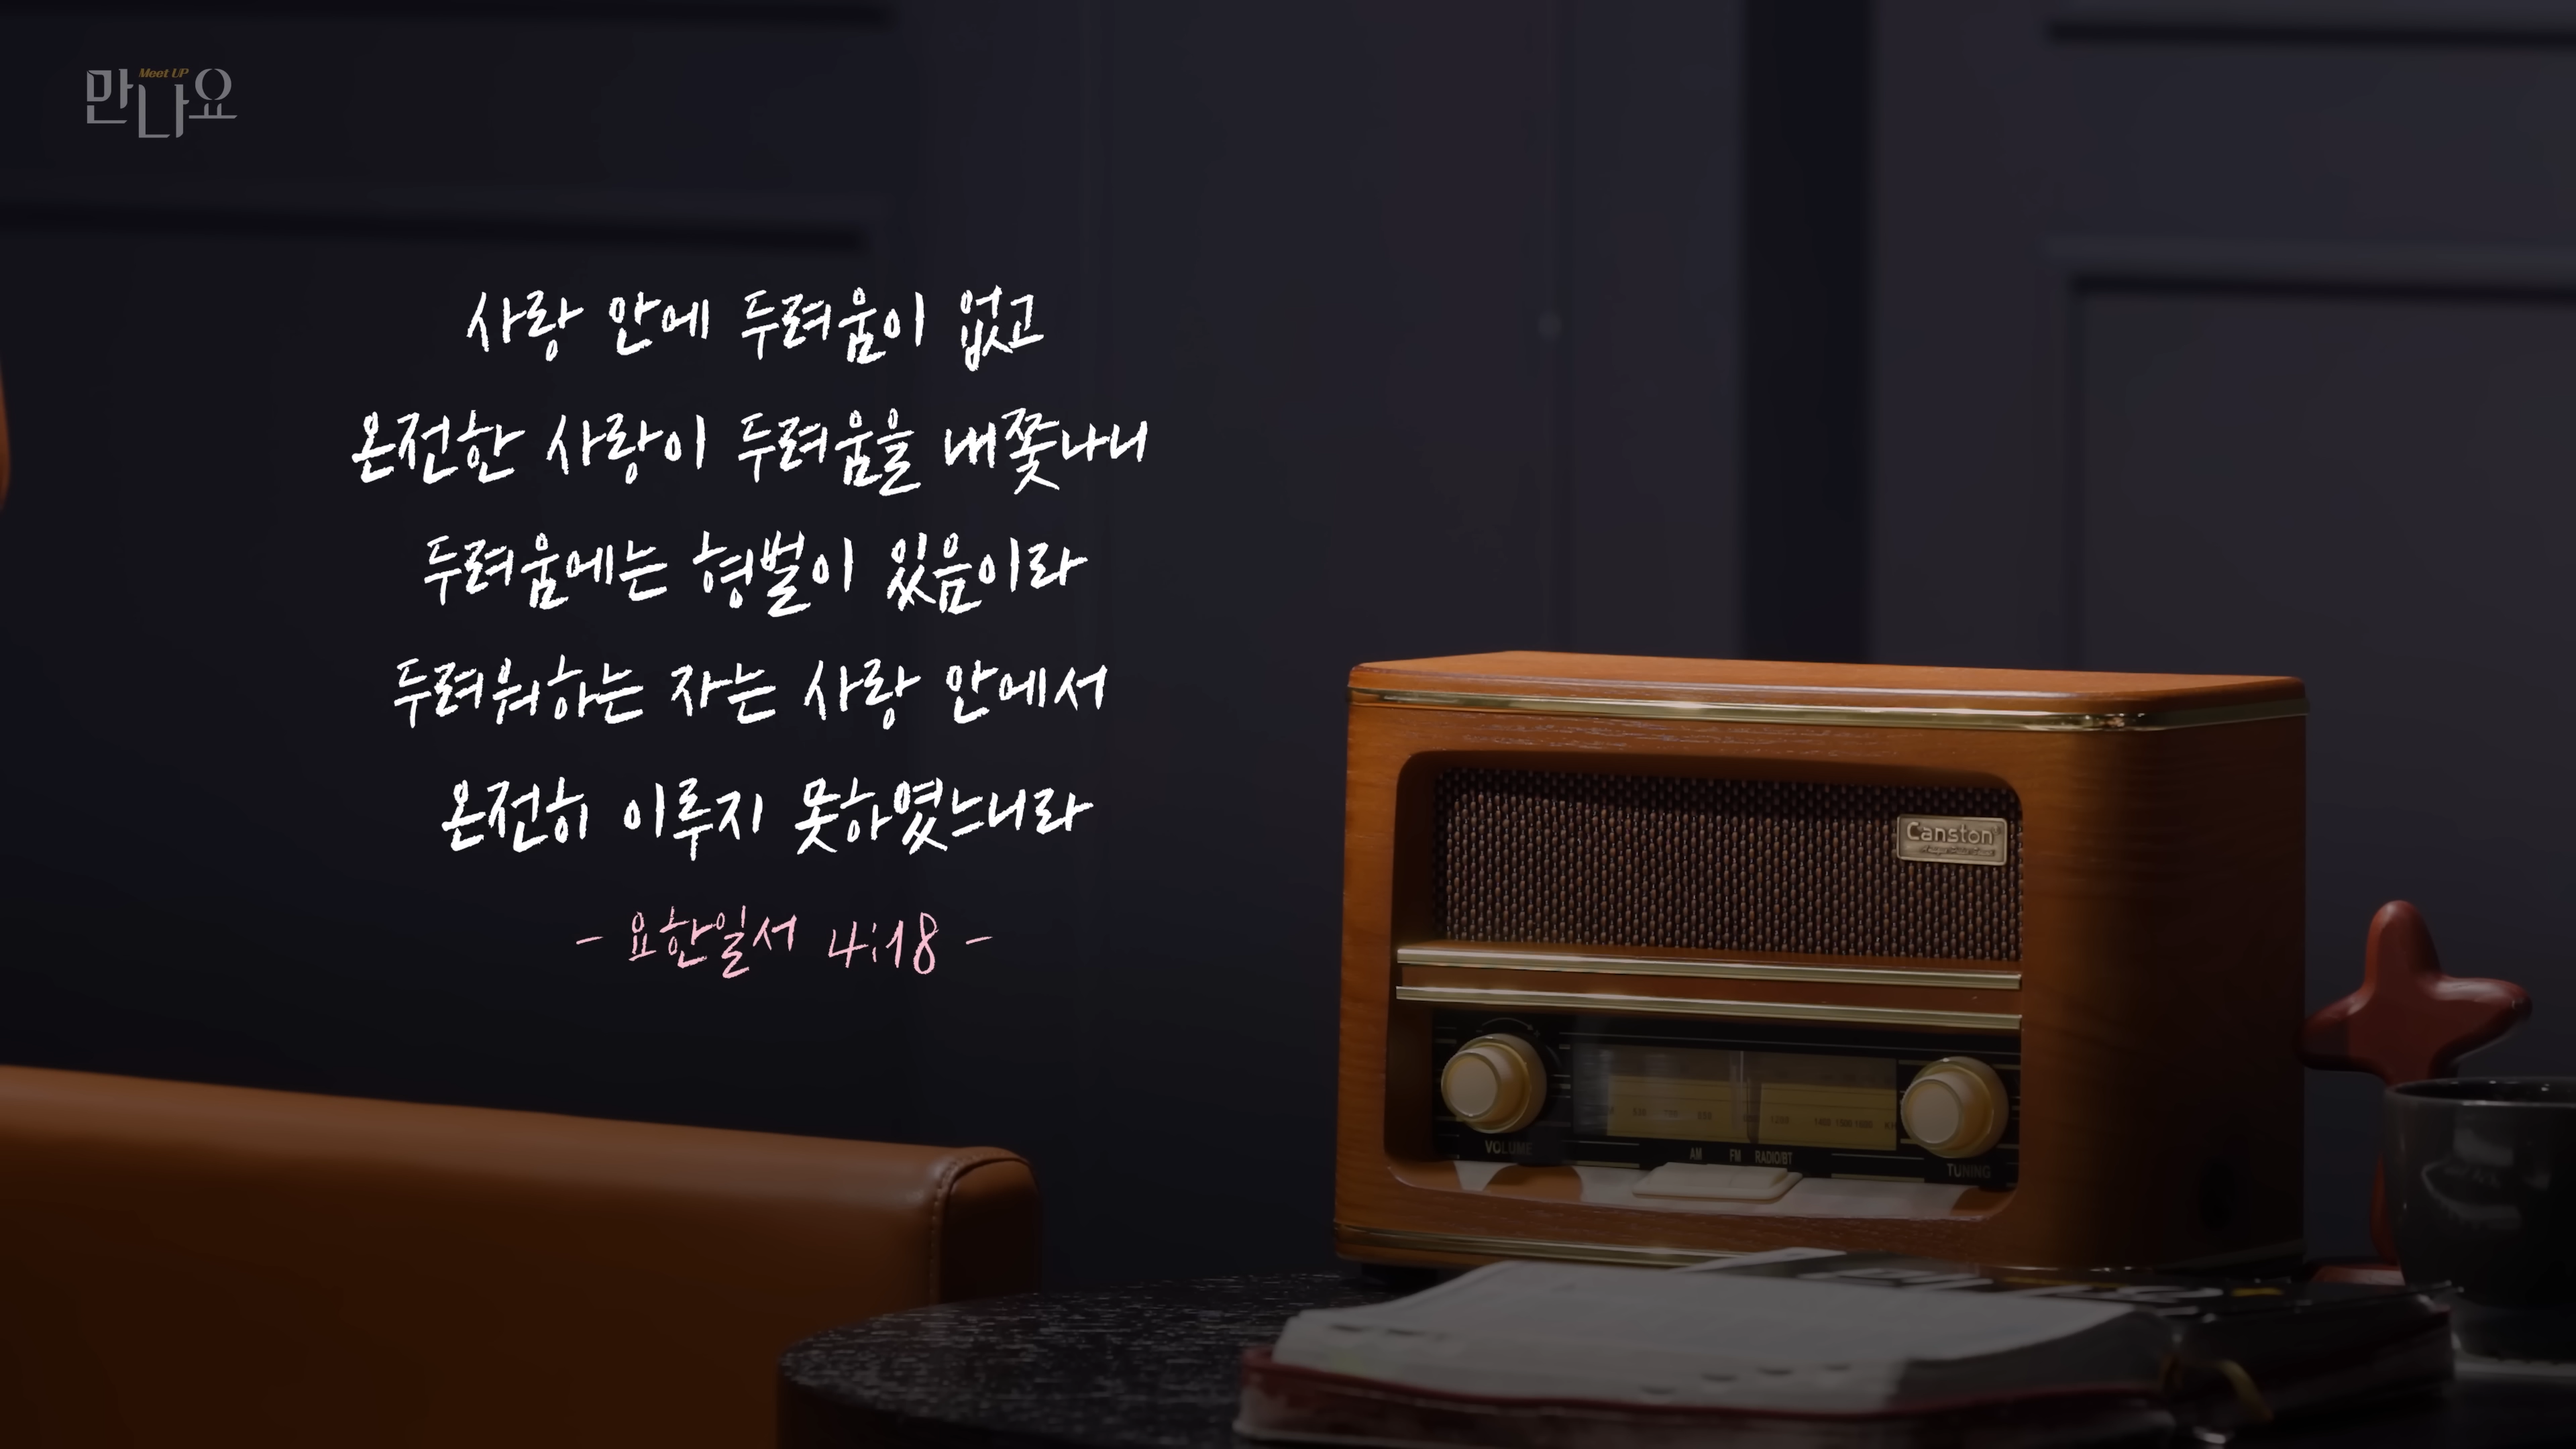 만나요
Meet UP
사랑 안에 두려움이 없고
온전한 사랑이 두려움을 내쫓나니
두려움에는 형벌이 있음이라
두려워하는 자는 사랑 안에서
온전히 이루지 못하였느니라
- 요한일서 4:18 -
Canston
VOLUME
AM FM RADIO/BT
TUNING